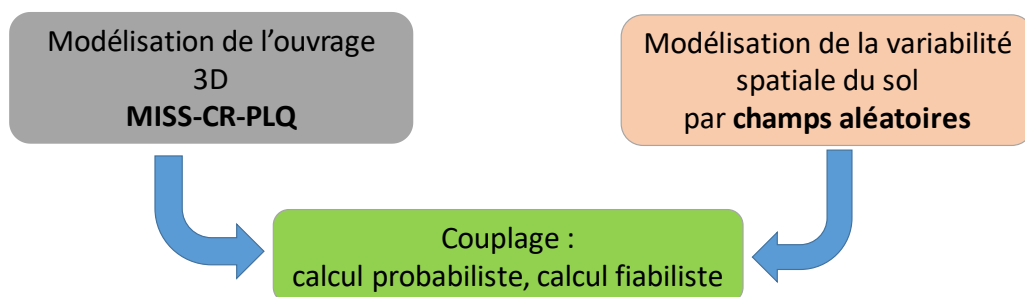 Modélisation de l’ouvrage
3D
MISS-CR-PLQ
Modélisation de la variabilité
spatiale du sol
par champs aléatoires
Couplage :
calcul probabiliste, calcul fiabiliste